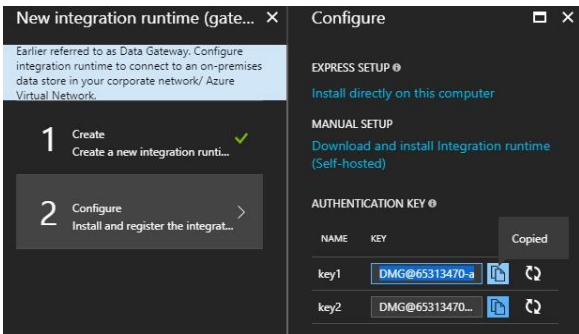 New integration runtime (gate...
Earlier referred to as Data Gateway. Configure
integration runtime to connect to an on-premises
data store in your corporate network/ Azure
Virtual Network.
1
Create
Create a new integration runti...
2
Configure
Install and register the integrat...
Configure
EXPRESS SETUP
Install directly on this computer
MANUAL SETUP
Download and install Integration runtime
(Self-hosted)
AUTHENTICATION KEY
NAME KEY Copied
key1 DMG@65313470-a
key2 DMG@65313470...